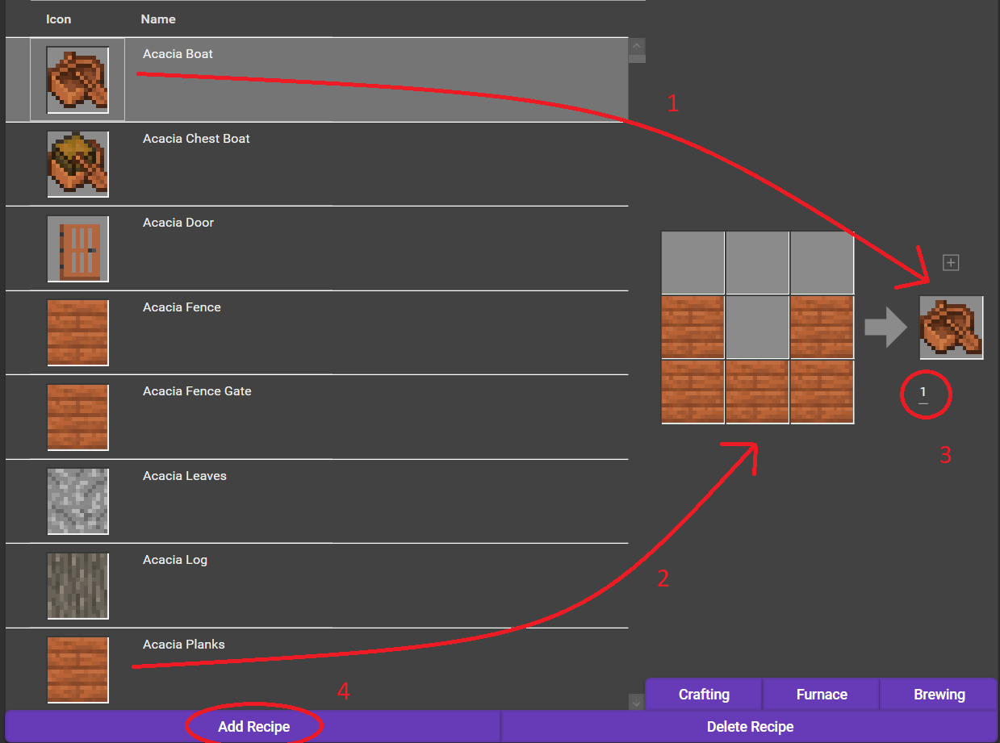 Icon Name
Acacia Boat
1
Acacia Chest Boat
Acacia Door
Acacia Fence
Acacia Fence Gate
1
3
Acacia Leaves
Acacia Log
2
Acacia Planks
4
Crafting Furnace Brewing
Add Recipe Delete Recipe